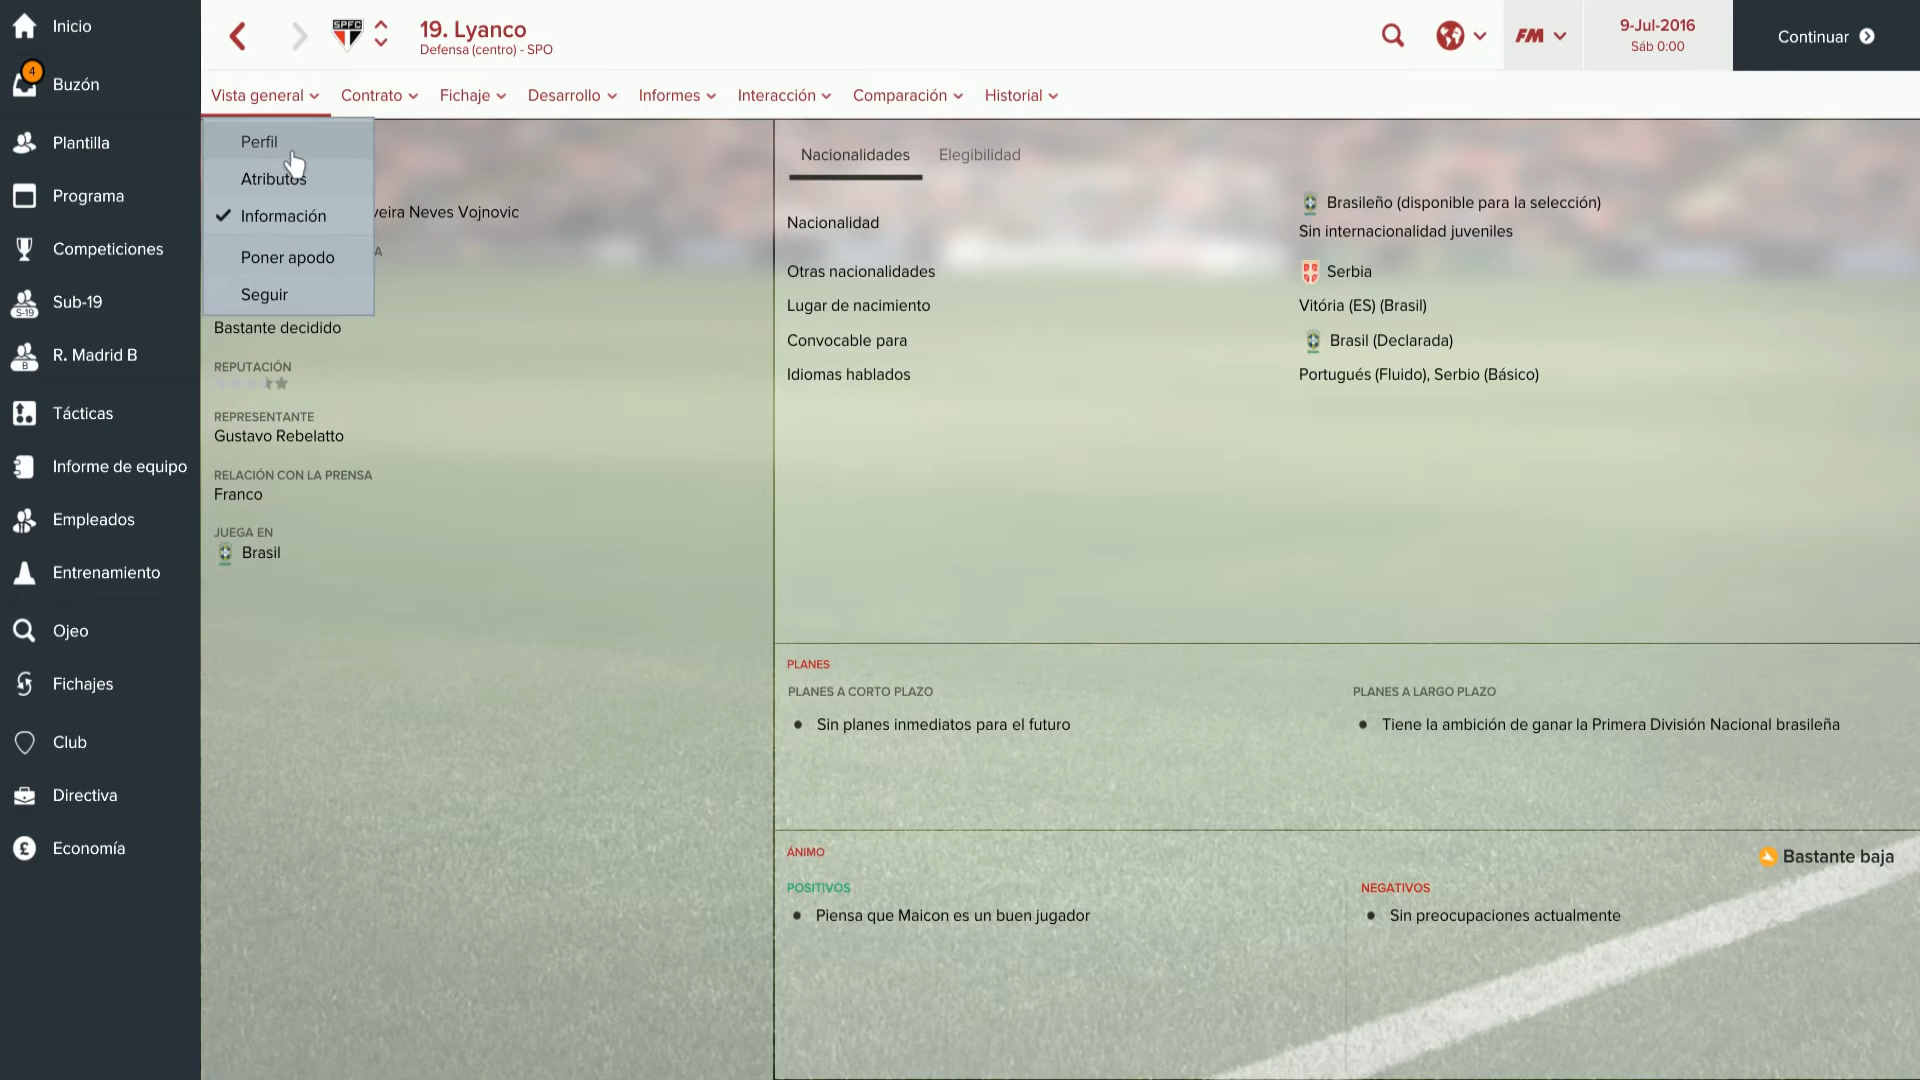 Inicio
4
Buzón
Plantilla
Programa
Competiciones
S-19
Sub-19
B
R. Madrid B
Tácticas
Informe de equipo
Empleados
Entrenamiento
Ojeo
Fichajes
Club
Directiva
Economía
SPFC
19. Lyanco
Defensa (centro) - SPO
FM
9-Jul-2016
Sáb 0:00
Continuar
Vista general
Contrato
Fichaje
Desarrollo
Informes
Interacción
Comparación
Historial
Perfil
Atributos
Información
Poner apodo
Seguir
veira Neves Vojnovic
A
Bastante decidido
REPUTACIÓN
REPRESENTANTE
Gustavo Rebelatto
RELACIÓN CON LA PRENSA
Franco
JUEGA EN
Brasil
Nacionalidades
Elegibilidad
Nacionalidad
Brasileño (disponible para la selección)
Sin internacionalidad juveniles
Otras nacionalidades
Serbia
Lugar de nacimiento
Vitória (ES) (Brasil)
Convocable para
Brasil (Declarada)
Idiomas hablados
Portugués (Fluido), Serbio (Básico)
PLANES
PLANES A CORTO PLAZO
Sin planes inmediatos para el futuro
PLANES A LARGO PLAZO
Tiene la ambición de ganar la Primera División Nacional brasileña
ÁNIMO
Bastante baja
POSITIVOS
Piensa que Maicon es un buen jugador
NEGATIVOS
Sin preocupaciones actualmente